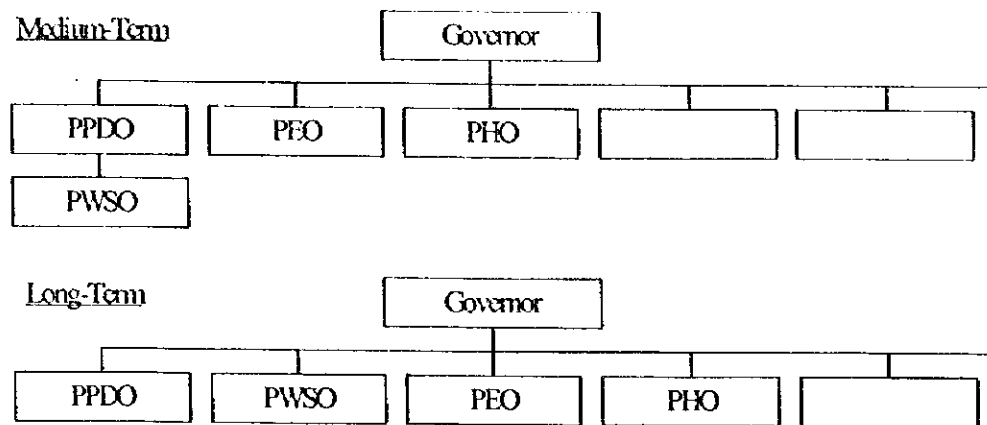 Medium-Term
Governor
PPDO
PEO
PHO
PWSO
Long-Term
Governor
PPDO
PWSO
PEO
PHO